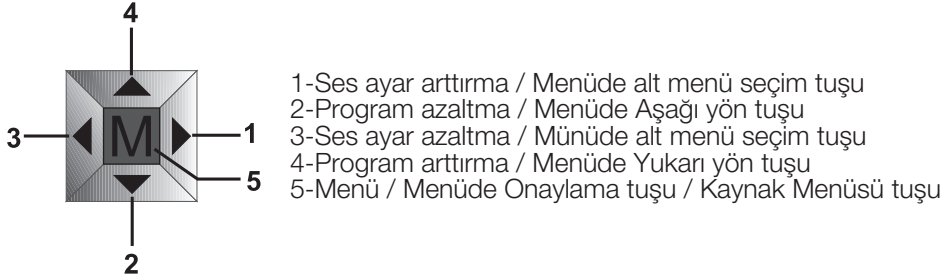 4
3
M
1
5
2
1-Ses ayar arttırma / Menüde alt menü seçim tuşu
2-Program azaltma / Menüde Aşağı yön tuşu
3-Ses ayar azaltma / Münüde alt menü seçim tuşu
4-Program arttırma / Menüde Yukarı yön tuşu
5-Menü / Menüde Onaylama tuşu / Kaynak Menüsü tuşu